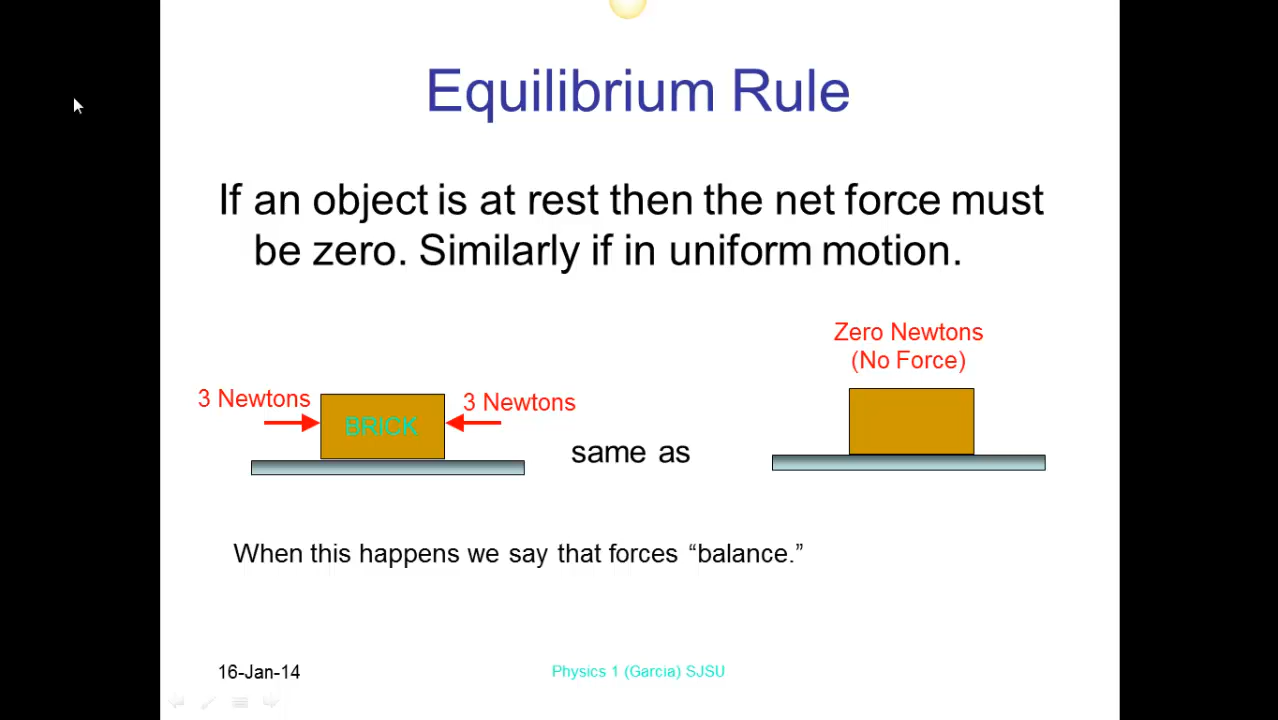 Equilibrium Rule
If an object is at rest then the net force must
be zero. Similarly if in uniform motion.
Zero Newtons
(No Force)
3 Newtons
3 Newtons
BRICK
same as
When this happens we say that forces “balance.”
16-Jan-14
Physics 1 (Garcia) SJSU